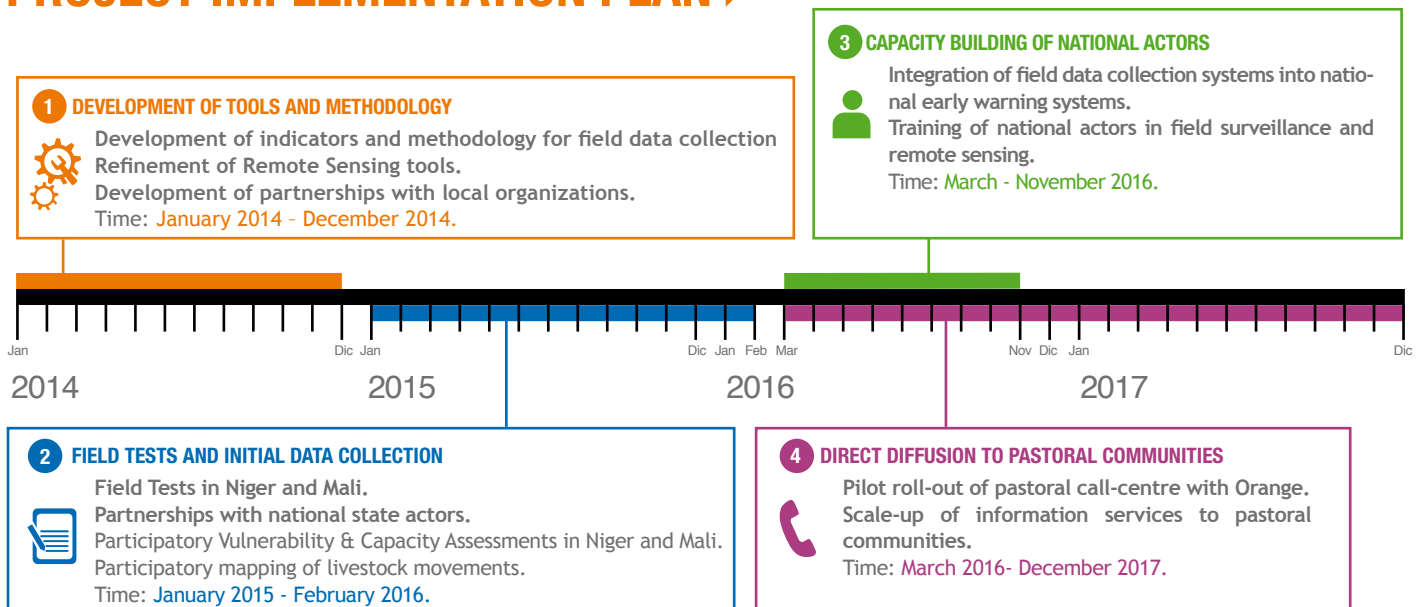 PROJECT IMPLEMENTATION PLAN
1 DEVELOPMENT OF TOOLS AND METHODOLOGY
Development of indicators and methodology for field data collection
Refinement of Remote Sensing tools.
Development of partnerships with local organizations.
Time: January 2014 – December 2014.
3 CAPACITY BUILDING OF NATIONAL ACTORS
Integration of field data collection systems into natio-
nal early warning systems.
Training of national actors in field surveillance and
remote sensing.
Time: March - November 2016.
Jan Dic Jan Dic Jan Feb Mar Nov Dic Jan Dic
2014 2015 2016 2017
2 FIELD TESTS AND INITIAL DATA COLLECTION
Field Tests in Niger and Mali.
Partnerships with national state actors.
Participatory Vulnerability & Capacity Assessments in Niger and Mali.
Participatory mapping of livestock movements.
Time: January 2015 - February 2016.
4 DIRECT DIFFUSION TO PASTORAL COMMUNITIES
Pilot roll-out of pastoral call-centre with Orange.
Scale-up of information services to pastoral
communities.
Time: March 2016- December 2017.